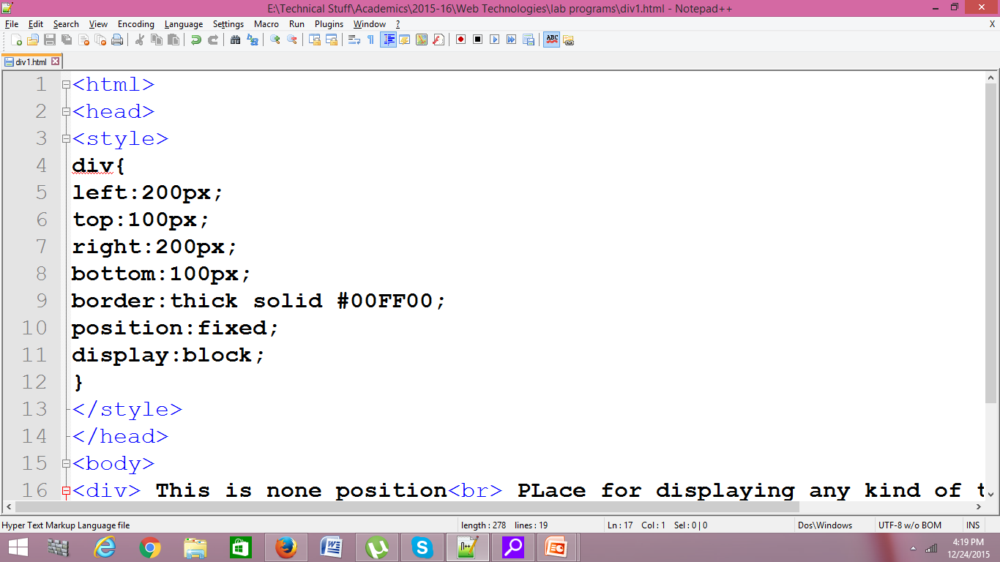 E:\Technical Stuff\Academics\2015-16\Web Technologies\lab programs\div1.html - Notepad++
File Edit Search View Encoding Language Settings Macro Run Plugins Window ? X
ABC
div1.html
1 <html>
2 <head>
3 <style>
4 div{
5 left:200px;
6 top:100px;
7 right:200px;
8 bottom:100px;
9 border:thick solid #00FF00;
10 position:fixed;
11 display:block;
12 }
13 </style>
14 </head>
15 <body>
16 <div> This is none position<br> PLace for displaying any kind of t
Hyper Text Markup Language file length : 278 lines : 19 Ln : 17 Col : 1 Sel : 0 | 0 Dos\Windows UTF-8 w/o BOM INS
4:19 PM
12/24/2015